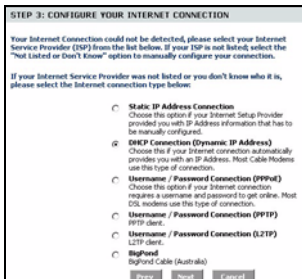 STEP 3: CONFIGURE YOUR INTERNET CONNECTION
Your Internet Connection could not be detected, please select your Internet
Service Provider (ISP) from the list below. If your ISP is not listed; select the
"Not Listed or Don't Know" option to manually configure your connection.
If your Internet Service Provider was not listed or you don't know who it is,
please select the Internet connection type below:
Static IP Address Connection
Choose this option if your Internet Setup Provider
provided you with IP Address information that has to
be manually configured.
DHCP Connection (Dynamic IP Address)
Choose this if your Internet connection automatically
provides you with an IP Address. Most Cable Modems
use this type of connection.
Username / Password Connection (PPPoE)
Choose this option if your Internet connection
requires a username and password to get online. Most
DSL modems use this type of connection.
Username / Password Connection (PPTP)
PPTP client.
Username / Password Connection (L2TP)
L2TP client.
BigPond
BigPond Cable (Australia)
Prev Next Cancel